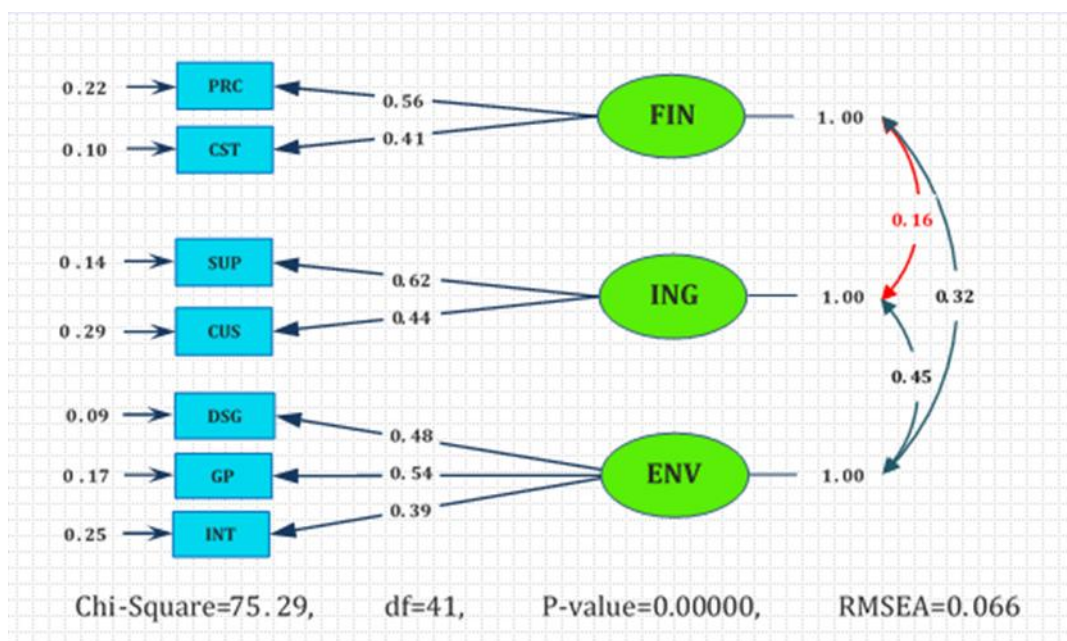 0.22 PRC 0.56 FIN 1.00
0.10 CST 0.41
0.16
0.14 SUP 0.62 ING 1.00 0.32
0.29 CUS 0.44
0.45
0.09 DSG 0.48
0.17 GP 0.54 ENV 1.00
0.25 INT 0.39
Chi-Square=75.29, df=41, P-value=0.00000, RMSEA=0.066